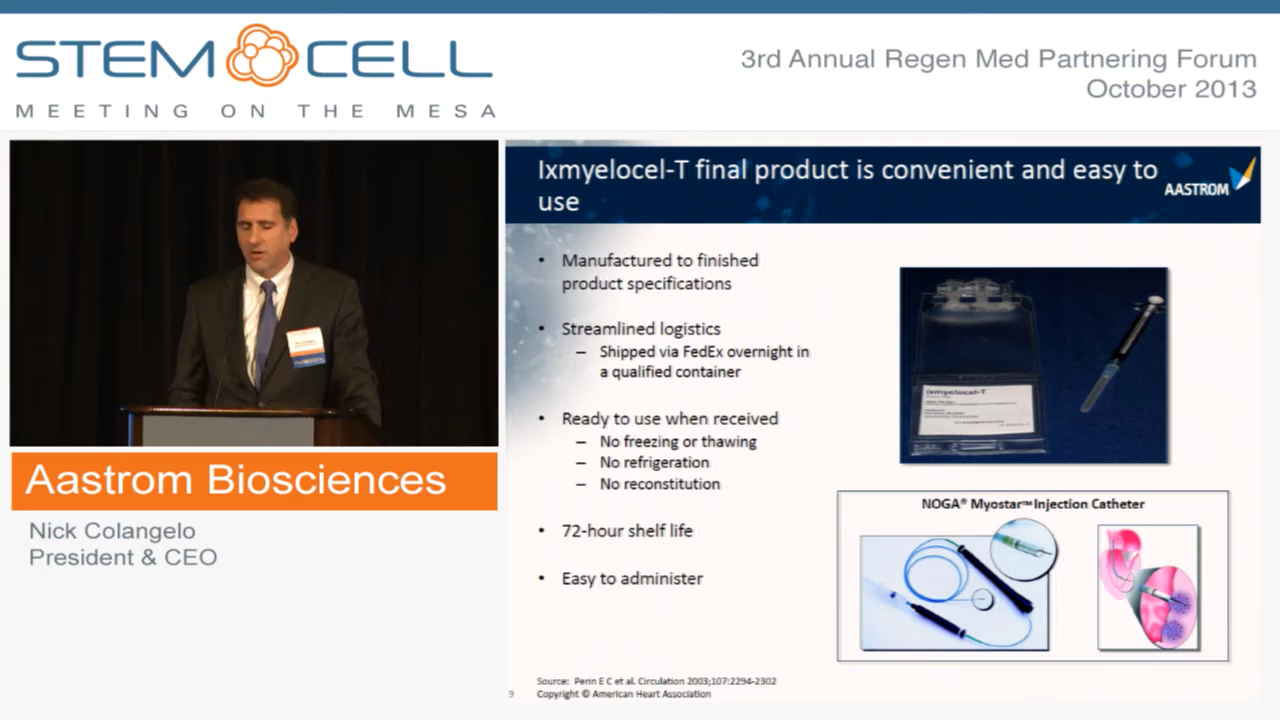 STEM CELL
MEETING ON THE MESA
3rd Annual Regen Med Partnering Forum
October 2013
Aastrom Biosciences
Nick Colangelo
President & CEO
Ixmyelocel-T final product is convenient and easy to
use
AASTROM
• Manufactured to finished
product specifications
• Streamlined logistics
– Shipped via FedEx overnight in
a qualified container
• Ready to use when received
– No freezing or thawing
– No refrigeration
– No reconstitution
• 72-hour shelf life
• Easy to administer
ixmyelocel-T
NOGA® Myostar™ Injection Catheter
Source: Perin E C et al. Circulation 2003;107:2294-2302
9 Copyright © American Heart Association